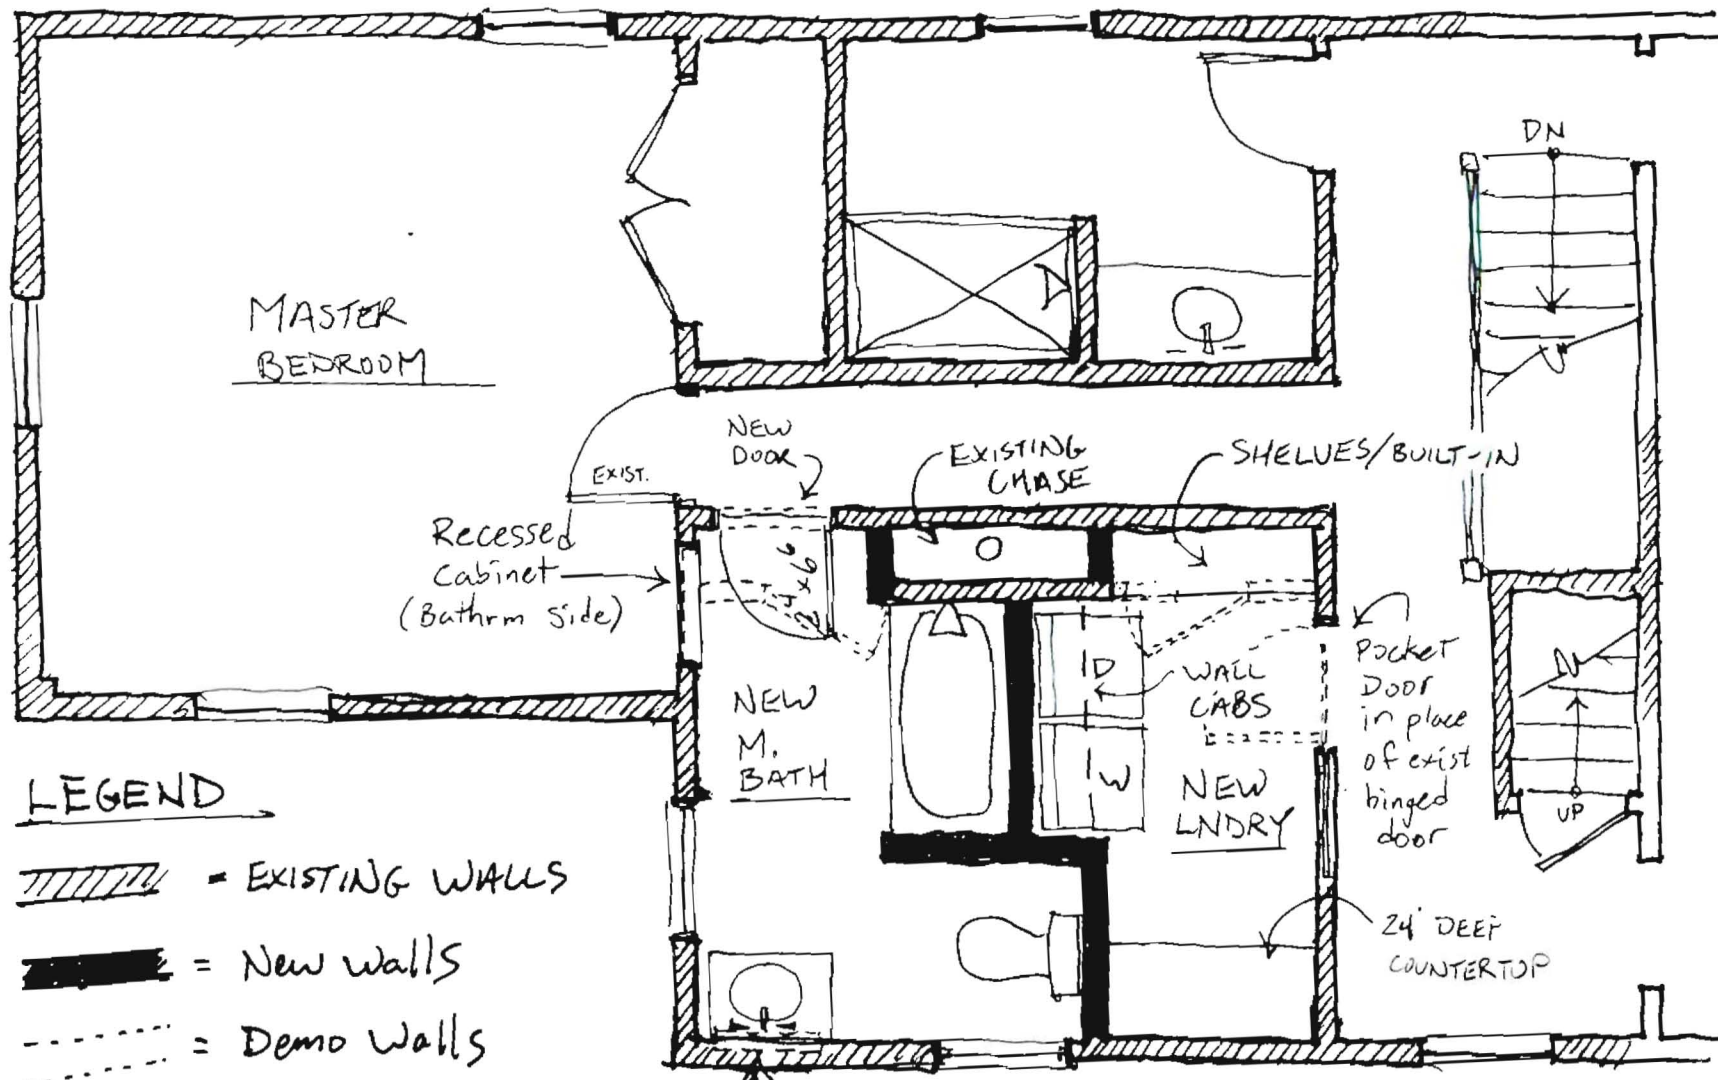 DN
MASTER
BEDROOM
NEW
DOOR
EXISTING
CHASE
SHELVES/BUILT-IN
EXIST.
Recessed
Cabinet
(Bathrm Side)
D
WALL
CABS
W
Pocket
Door
in place
of exist
hinged
door
UP
NEW
M.
BATH
NEW
LNDRY
24" DEEP
COUNTERTOP
LEGEND
= EXISTING WALLS
= New Walls
= Demo Walls